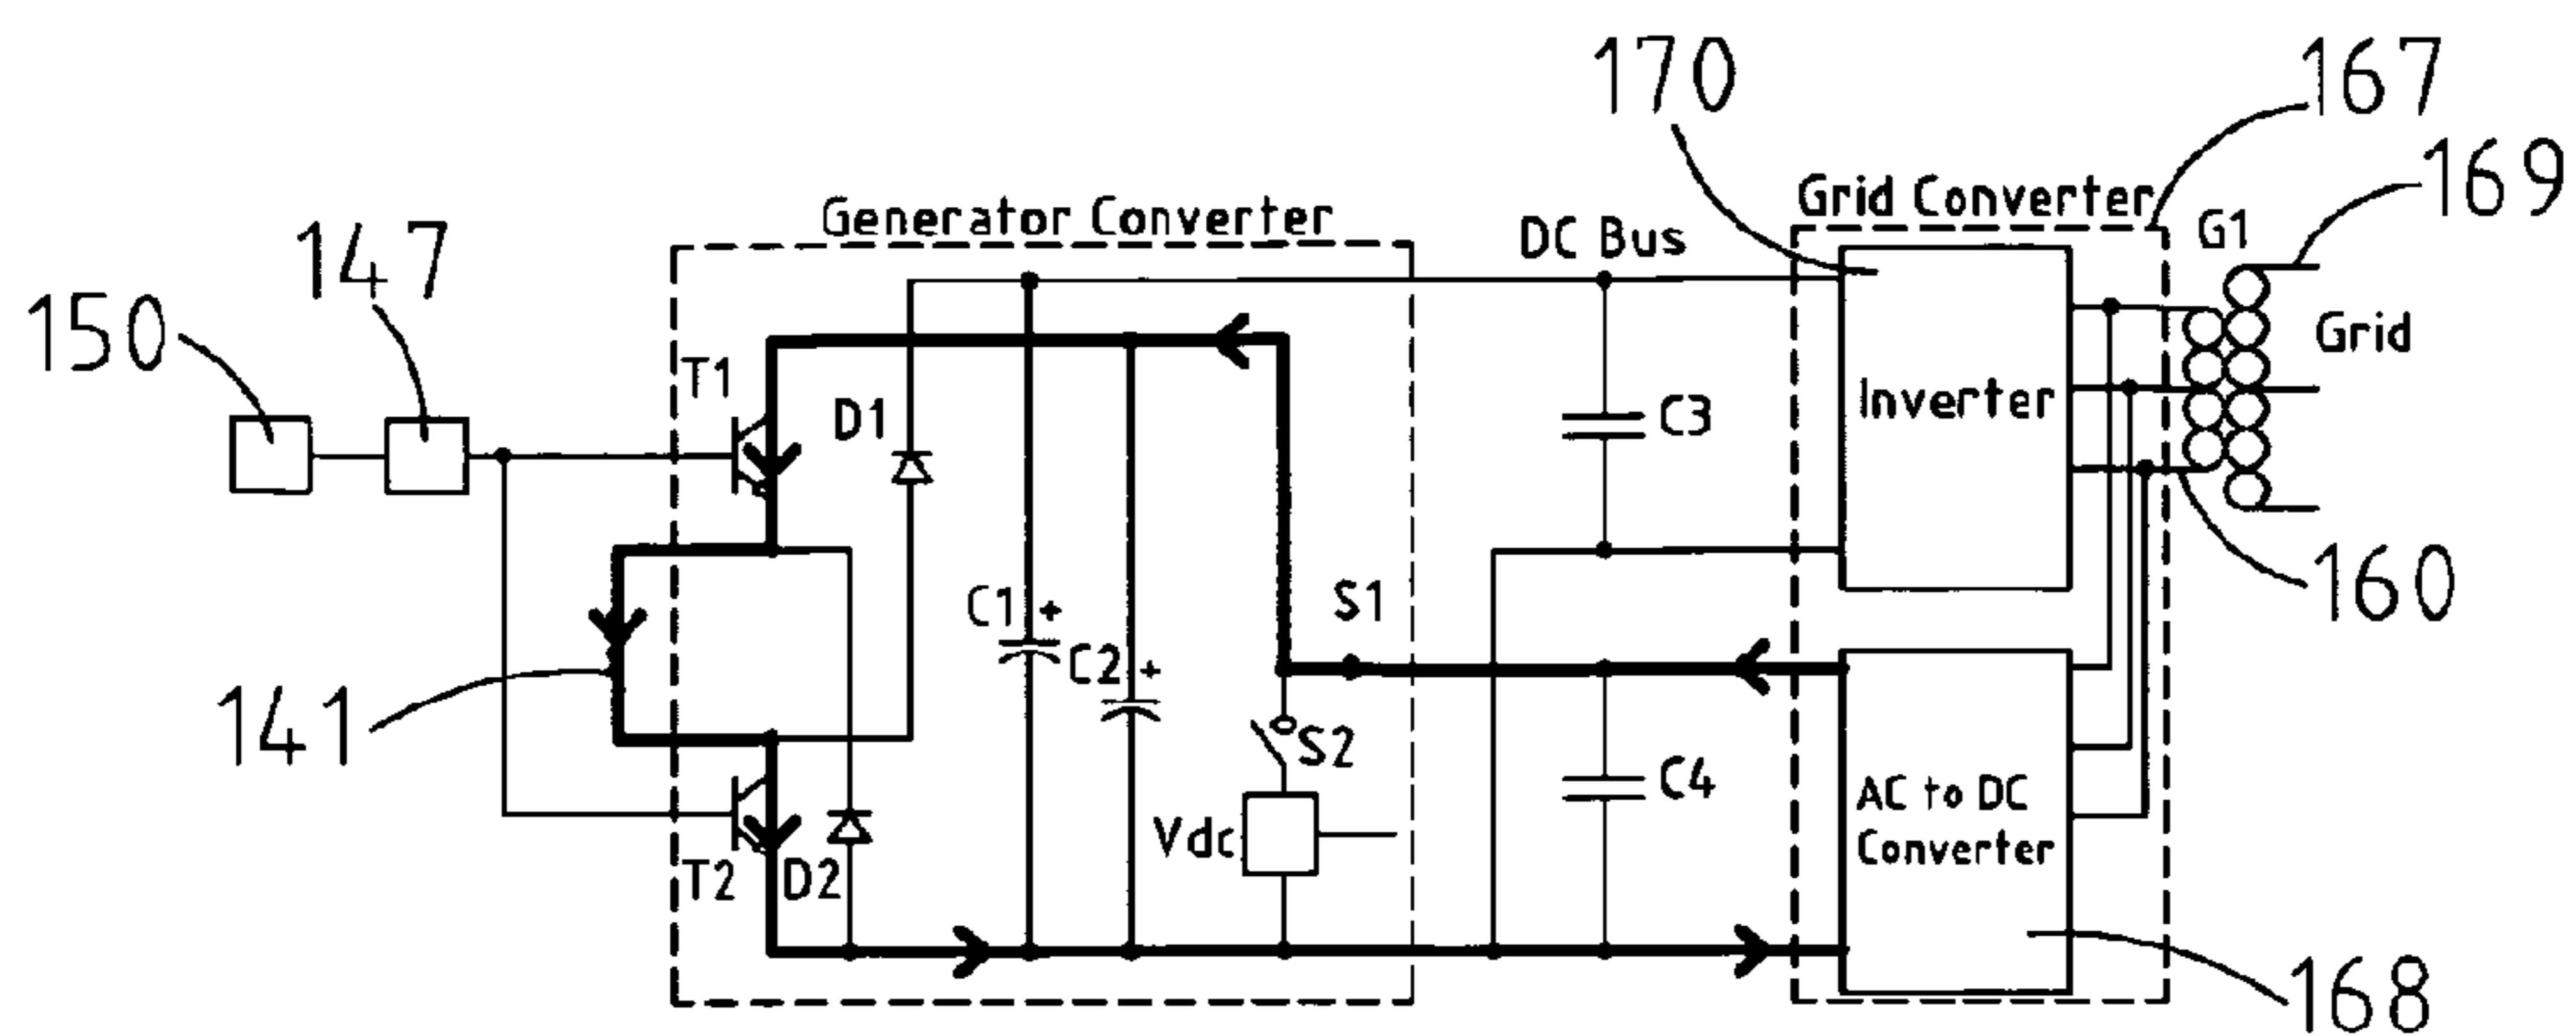 170
167
169
Generator Converter
DC Bus
Grid Converter
G1
147
150
Grid
T1
D1
C3
Inverter
160
S1
C1 +
C2 +
141
S2
C4
AC to DC
Converter
Vdc
T2
D2
168